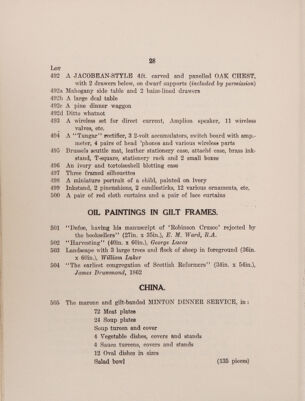 28
Lot
492 A JACOBEAN-STYLE 4ft. carved and panelled OAK CHEST,
with 2 drawers below, on dwarf supports (included by permission)
492a Mahogany side table and 2 baize-lined drawers
492b A large deal table
492c A pine dinner waggon
492d Ditto whatnot
493 A wireless set for direct current, Amplion speaker, 11 wireless
valves, etc.
494 A "Tungar" rectifier, 3 2-volt accumulators, switch board with amp.-
meter, 4 pairs of head 'phones and various wireless parts
495 Brussels scuttle mat, leather stationery case, attaché case, brass ink-
stand, T-square, stationery rack and 2 small boxes
496 An ivory and tortoiseshell blotting case
497 Three framed silhouettes
498 A miniature portrait of a child, painted on ivory
499 Inkstand, 2 pincushions, 2 candlesticks, 12 various ornaments, etc.
500 A pair of red cloth curtains and a pair of lace curtains
OIL PAINTINGS IN GILT FRAMES.
501 "Defoe, having his manuscript of 'Robinson Crusoe' rejected by
the booksellers" (27in. x 35in.), E. M. Ward, R.A.
502 "Harvesting" (40in. x 60in.), George Lucas
503 Landscape with 3 large trees and flock of sheep in foreground (36in.
x 60in.), William Luker
504 "The earliest congregation of Scottish Reformers" (34in. x 54in.),
James Drummond, 1862
CHINA.
505 The maroon and gilt-banded MINTON DINNER SERVICE, in:
72 Meat plates
24 Soup plates
Soup tureen and cover
4 Vegetable dishes, covers and stands
4 Sauce tureens, covers and stands
12 Oval dishes in sizes
Salad bowl (135 pieces)